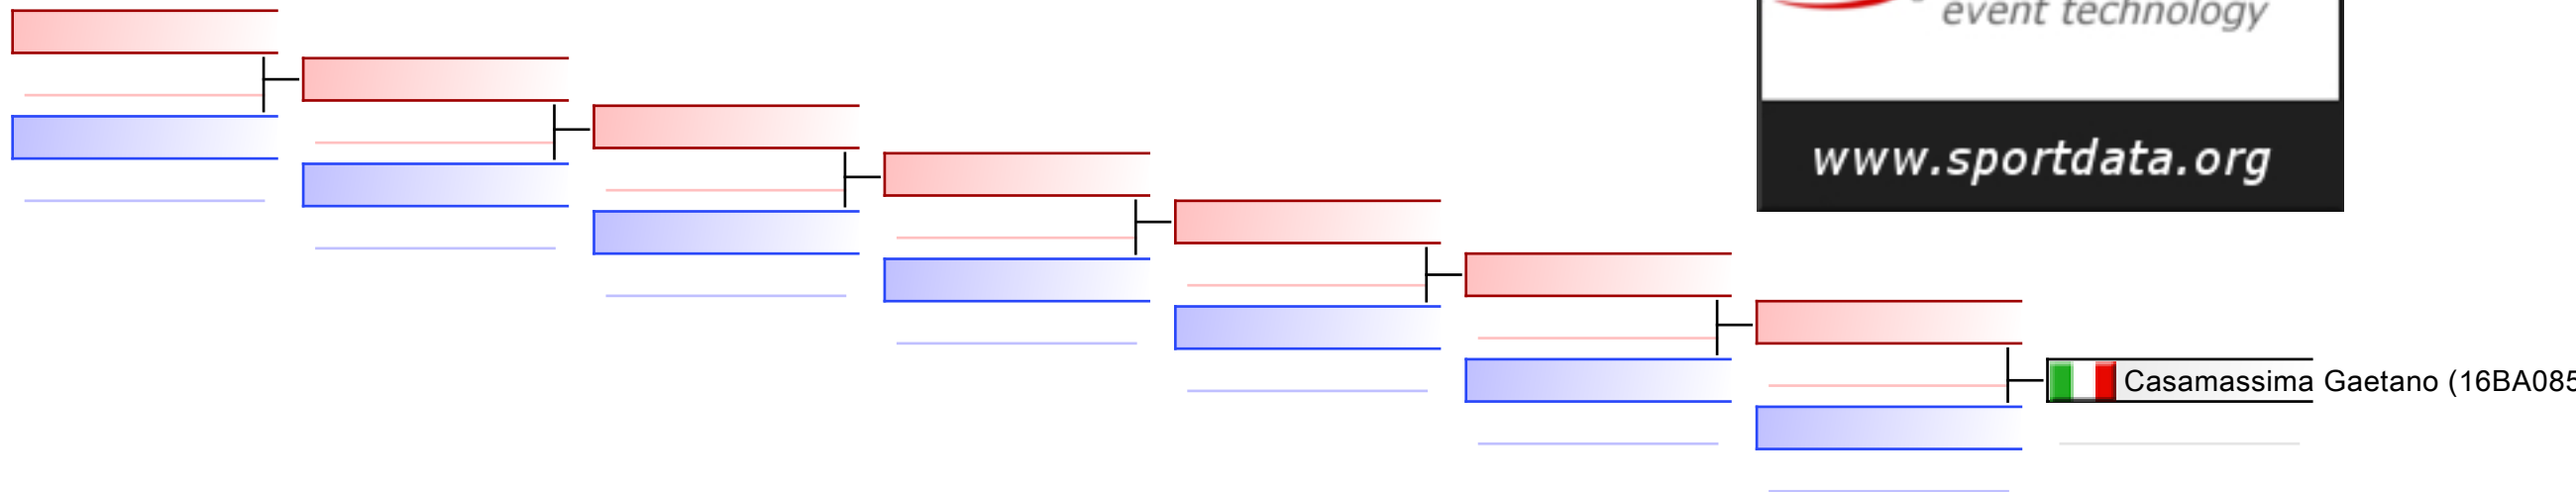 event technology
www.sportdata.org
Casamassima Gaetano (16BA085